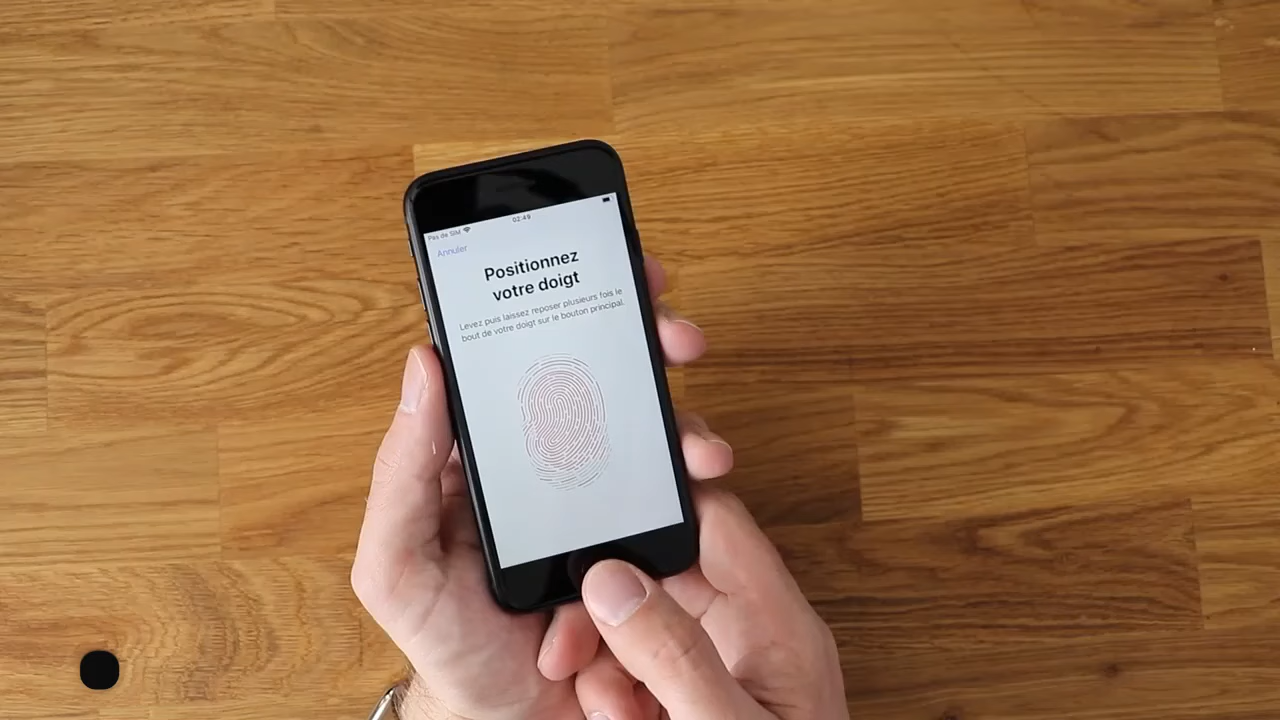 Pas de SIM 02:49
Annuler
Positionnez
votre doigt
Levez puis laissez reposer plusieurs fois le
bout de votre doigt sur le bouton principal.